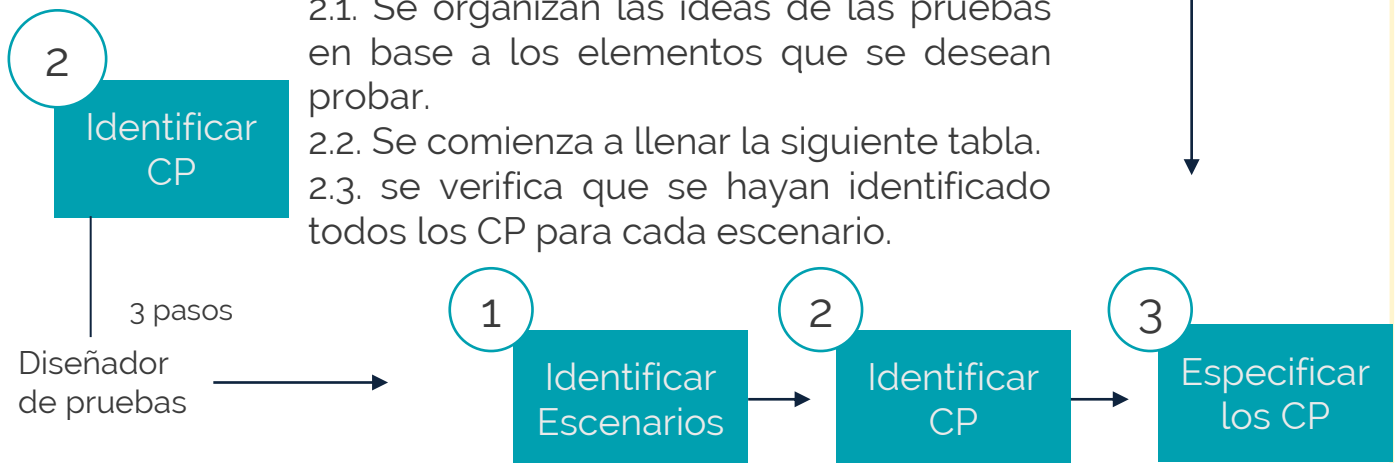 2.1. Se organizan las ideas de las pruebas
en base a los elementos que se desean
probar.
2.2. Se comienza a llenar la siguiente tabla.
2.3. se verifica que se hayan identificado
todos los CP para cada escenario.
2
Identificar
CP
3 pasos
Diseñador
de pruebas
1
Identificar
Escenarios
2
Identificar
CP
3
Especificar
los CP